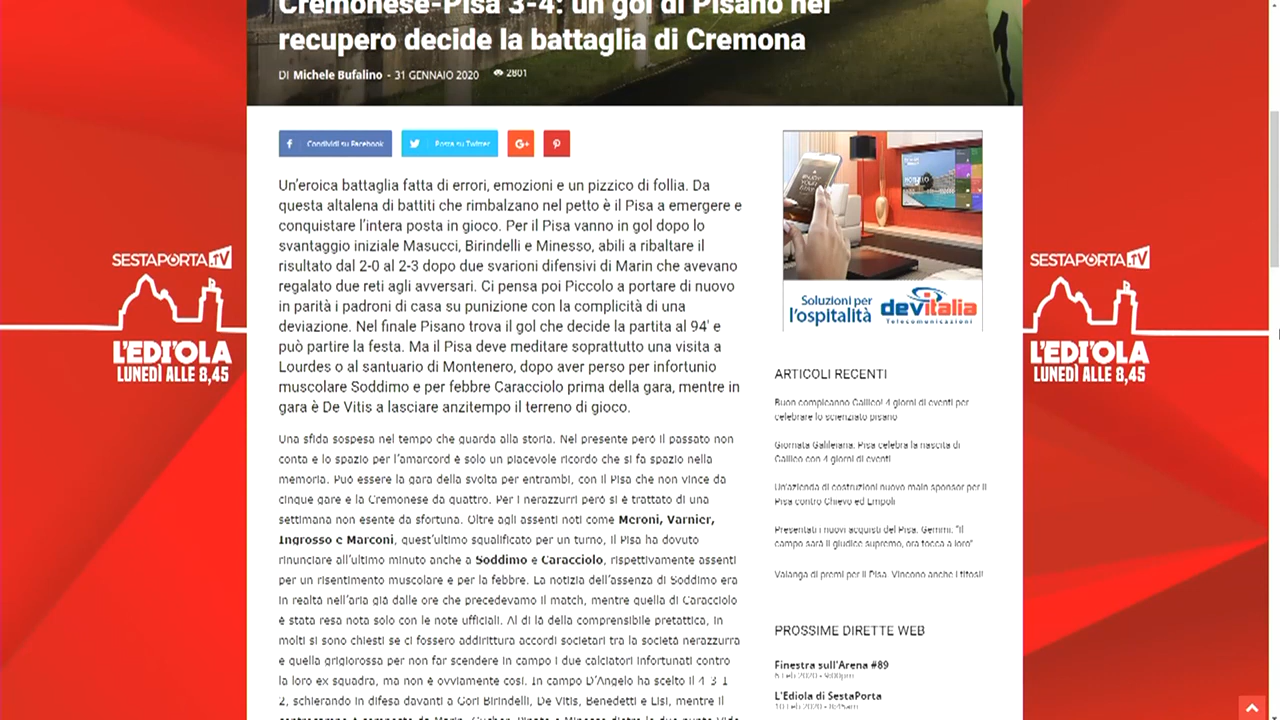 Cremonese-Pisa 3-4: un gol di Pisano nel
recupero decide la battaglia di Cremona
DI Michele Bufalino - 31 GENNAIO 2020 2801
Condividi su Facebook
Posta su Twitter
G+
Un'eroica battaglia fatta di errori, emozioni e un pizzico di follia. Da
questa altalena di battiti che rimbalzano nel petto è il Pisa a emergere e
conquistare l'intera posta in gioco. Per il Pisa vanno in gol dopo lo
svantaggio iniziale Masucci, Birindelli e Minesso, abili a ribaltare il
risultato dal 2-0 al 2-3 dopo due svarioni difensivi di Marin che avevano
regalato due reti agli avversari. Ci pensa poi Piccolo a portare di nuovo
in parità i padroni di casa su punizione con la complicità di una
deviazione. Nel finale Pisano trova il gol che decide la partita al 94' e
può partire la festa. Ma il Pisa deve meditare soprattutto una visita a
Lourdes o al santuario di Montenero, dopo aver perso per infortunio
muscolare Soddimo e per febbre Caracciolo prima della gara, mentre in
gara è De Vitis a lasciare anzitempo il terreno di gioco.
Una sfida sospesa nel tempo che guarda alla storia. Nel presente però il passato non
conta e lo spazio per l'amarcord è solo un piacevole ricordo che si fa spazio nella
memoria. Può essere la gara della svolta per entrambi, con il Pisa che non vince da
cinque gare e la Cremonese da quattro. Per i nerazzurri però si è trattato di una
settimana non esente da sfortuna. Oltre agli assenti noti come Meroni, Varnier,
Ingrosso e Marconi, quest'ultimo squalificato per un turno, il Pisa ha dovuto
rinunciare all'ultimo minuto anche a Soddimo e Caracciolo, rispettivamente assenti
per un risentimento muscolare e per la febbre. La notizia dell'assenza di Soddimo era
in realtà nell'aria già dalle ore che precedevamo il match, mentre quella di Caracciolo
è stata resa nota solo con le note ufficiali. Al di là della comprensibile pretattica, in
molti si sono chiesti se ci fossero addirittura accordi societari tra la società nerazzurra
e quella grigiorossa per non far scendere in campo i due calciatori infortunati contro
la loro ex squadra, ma non è ovviamente così. In campo D'Angelo ha scelto il 4-3-1-
2, schierando in difesa davanti a Gori Birindelli, De Vitis, Benedetti e Lisi, mentre il
centrocampo è composto da Marin, Gucher, Pinato e Minesso dietro le due punte Vido
Soluzioni per
l'ospitalità
devitalia
Telecomunicazioni
ARTICOLI RECENTI
Buon compleanno Galileo! 4 giorni di eventi per
celebrare lo scienziato pisano
Giornata Galileiana: Pisa celebra la nascita di
Galileo con 4 giorni di eventi
Un'azienda di costruzioni nuovo main sponsor per il
Pisa contro Chievo ed Empoli
Presentati i nuovi acquisti del Pisa. Gemmi: "Il
campo sarà il giudice supremo, ora tocca a loro"
Valanga di premi per il Pisa. Vincono anche i tifosi!
PROSSIME DIRETTE WEB
Finestra sull'Arena #89
6 Feb 2020 - 9:00pm
L'Ediola di SestaPorta
10 Feb 2020 - 8:45am
SESTAPORTA.TV
L'EDI'OLA
LUNEDÌ ALLE 8,45
SESTAPORTA.TV
L'EDI'OLA
LUNEDÌ ALLE 8,45